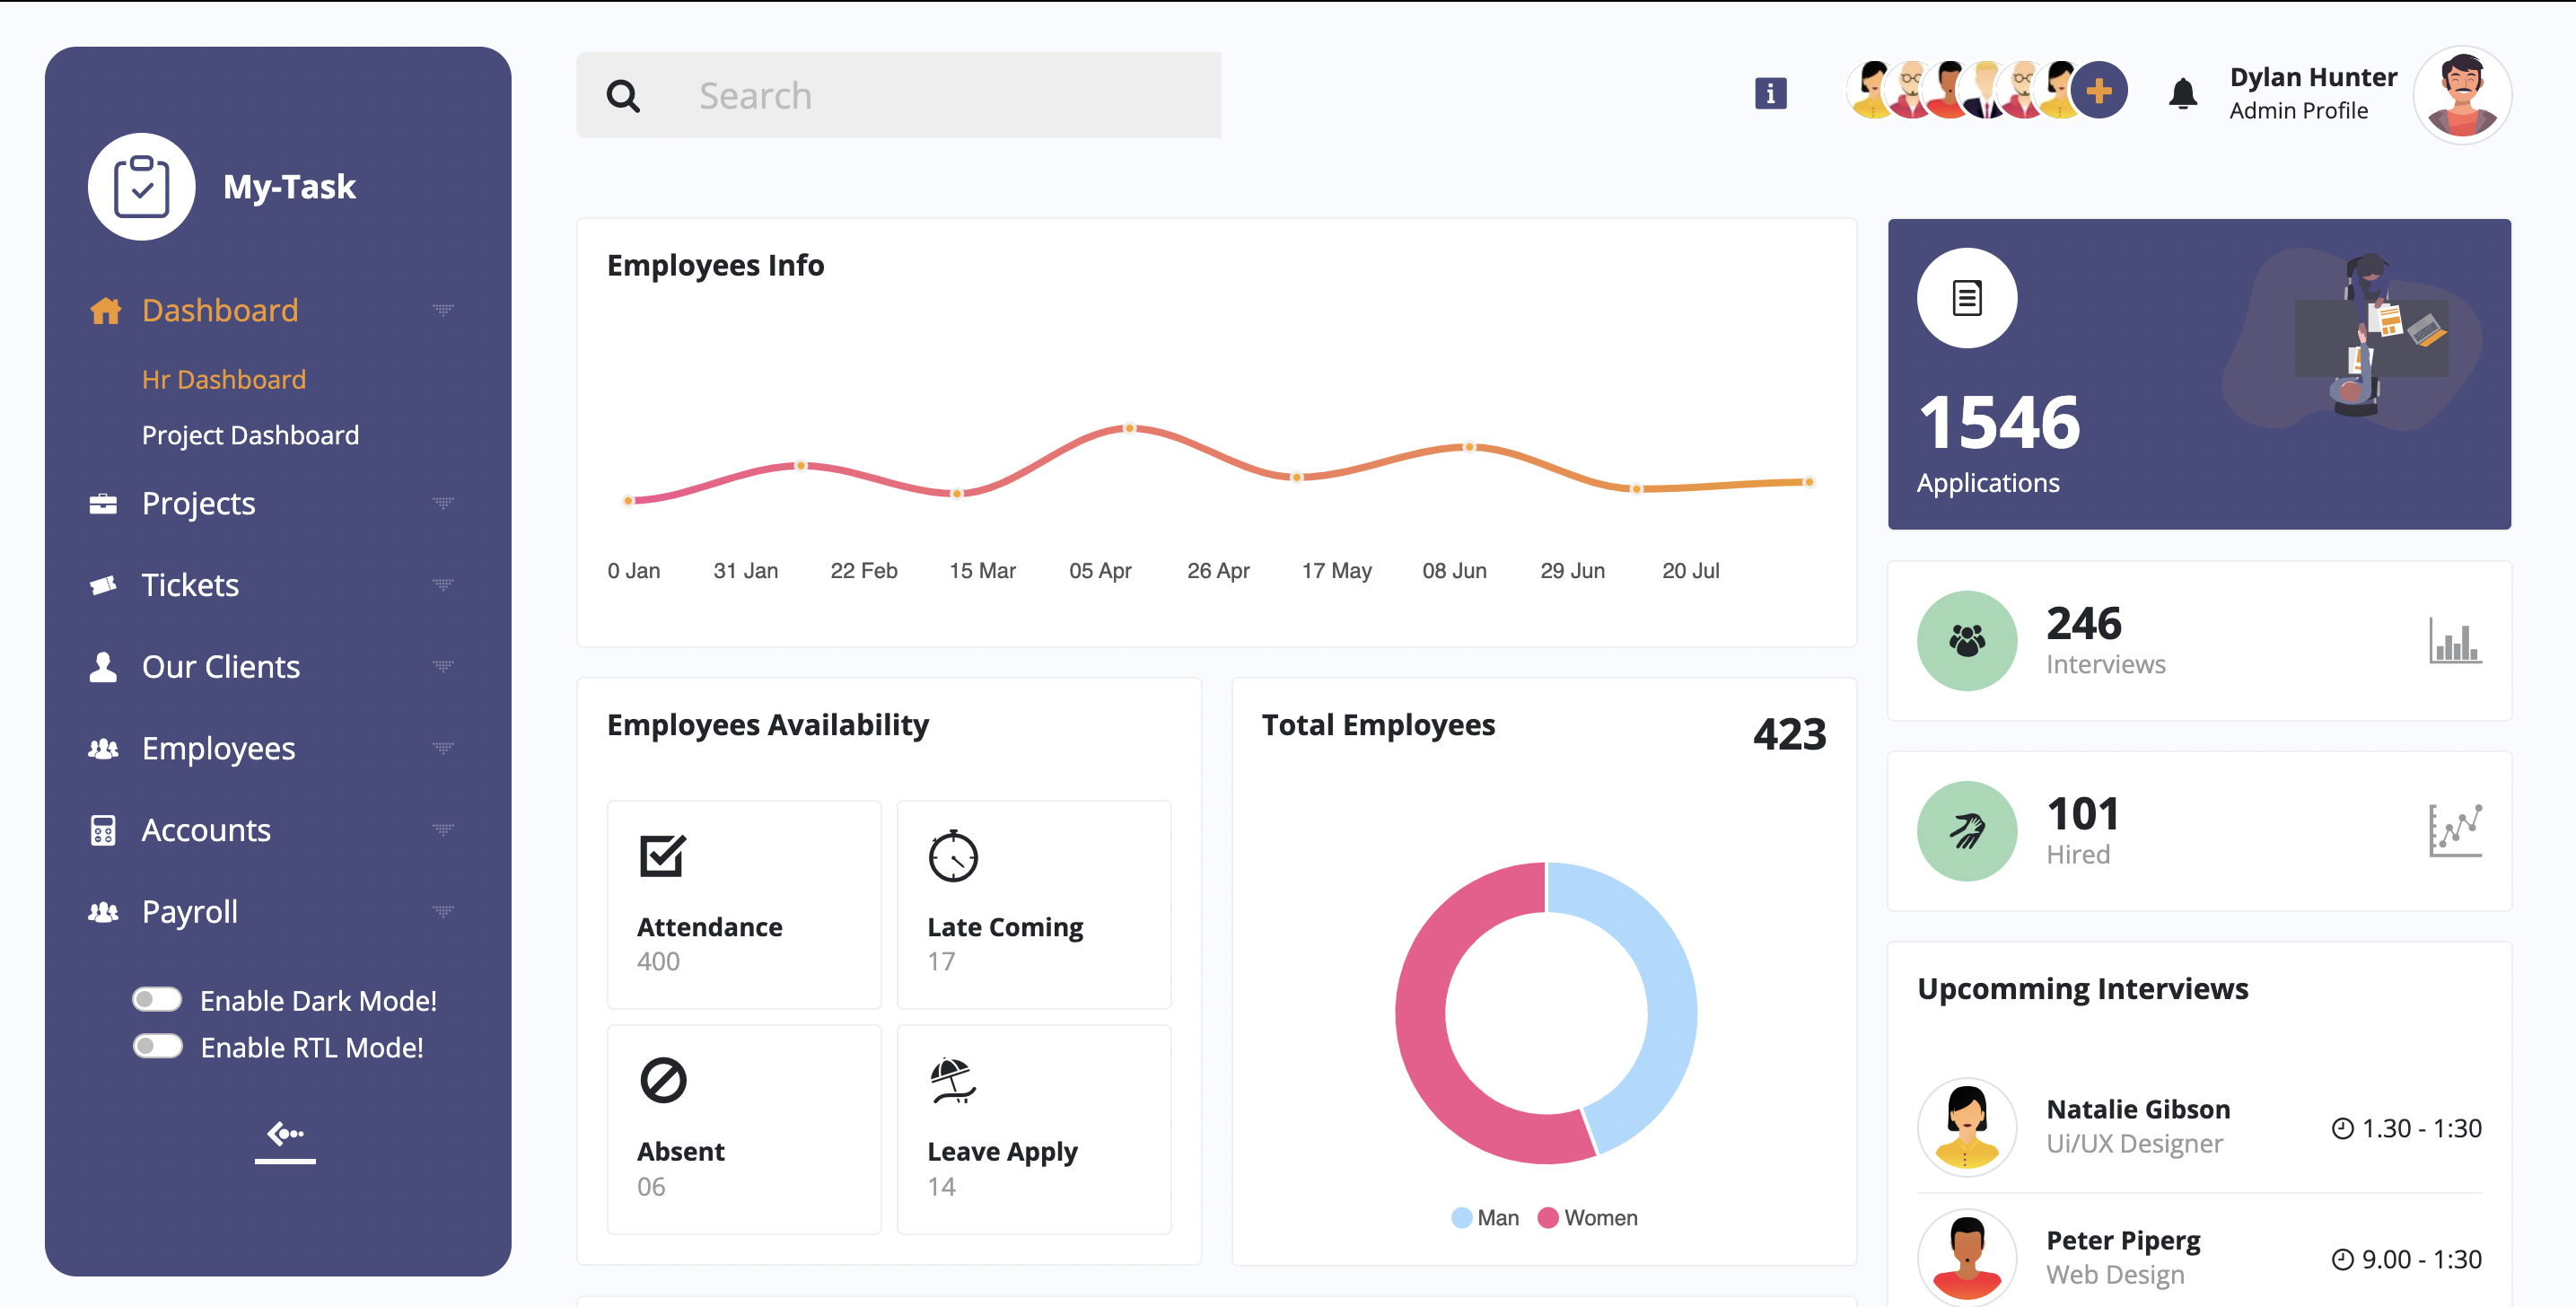 My-Task
Dashboard
Hr Dashboard
Project Dashboard
Projects
Tickets
Our Clients
Employees
Accounts
Payroll
Enable Dark Mode!
Enable RTL Mode!
Search
i
Dylan Hunter
Admin Profile
Employees Info
0 Jan 31 Jan 22 Feb 15 Mar 05 Apr 26 Apr 17 May 08 Jun 29 Jun 20 Jul
Employees Availability
Attendance
400
Late Coming
17
Absent
06
Leave Apply
14
Total Employees
423
Man Women
1546
Applications
246
Interviews
101
Hired
Upcomming Interviews
Natalie Gibson
Ui/UX Designer
1.30 - 1:30
Peter Piperg
Web Design
9.00 - 1:30